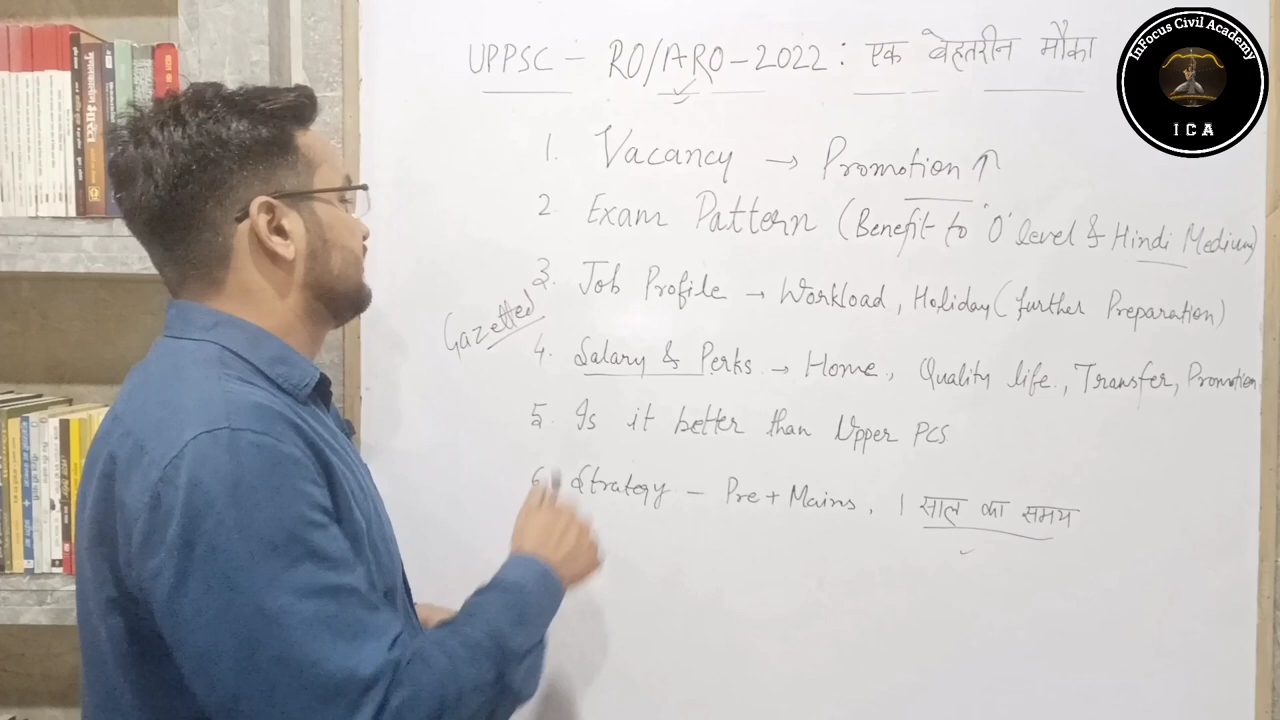 UPPSC – RO/ARO – 2022 : एक बेहतरीन मौका
InFocus Civil Academy
ICA
1. Vacancy → Promotion ↑
2. Exam Pattern (Benefit to 'O' level & Hindi Medium)
3. Job Profile → Workload, Holiday (further Preparation)
Gazetted
4. Salary & Perks → Home, Quality life, Transfer, Promotion
5. Is it better than Upper PCS
6. Strategy – Pre + Mains, 1 साल का समय